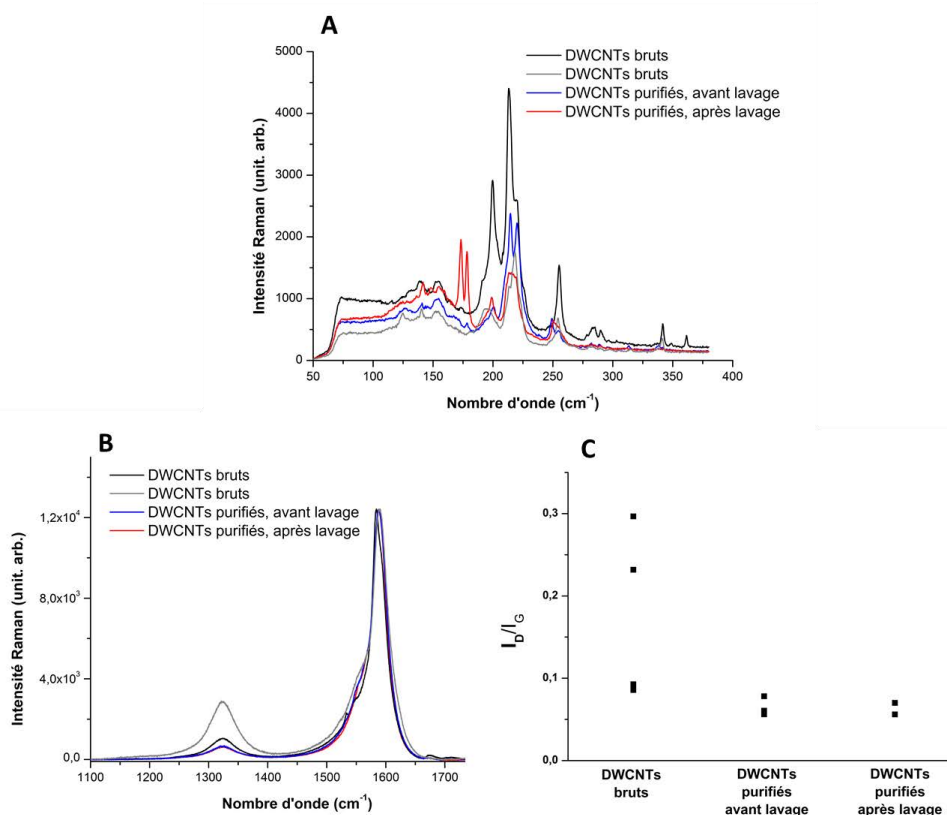 A
5000
4000
3000
2000
1000
0
Intensité Raman (unit. arb.)
DWCNTs bruts
DWCNTs bruts
DWCNTs purifiés, avant lavage
DWCNTs purifiés, après lavage
50 100 150 200 250 300 350 400
Nombre d'onde (cm⁻¹)
B
DWCNTs bruts
DWCNTs bruts
DWCNTs purifiés, avant lavage
DWCNTs purifiés, après lavage
1,2x10⁴
8,0x10³
4,0x10³
0,0
Intensité Raman (unit. arb.)
1100 1200 1300 1400 1500 1600 1700
Nombre d'onde (cm⁻¹)
C
0,3
0,2
0,1
0,0
I_D/I_G
DWCNTs
bruts
DWCNTs
purifiés
avant lavage
DWCNTs
purifiés
après lavage